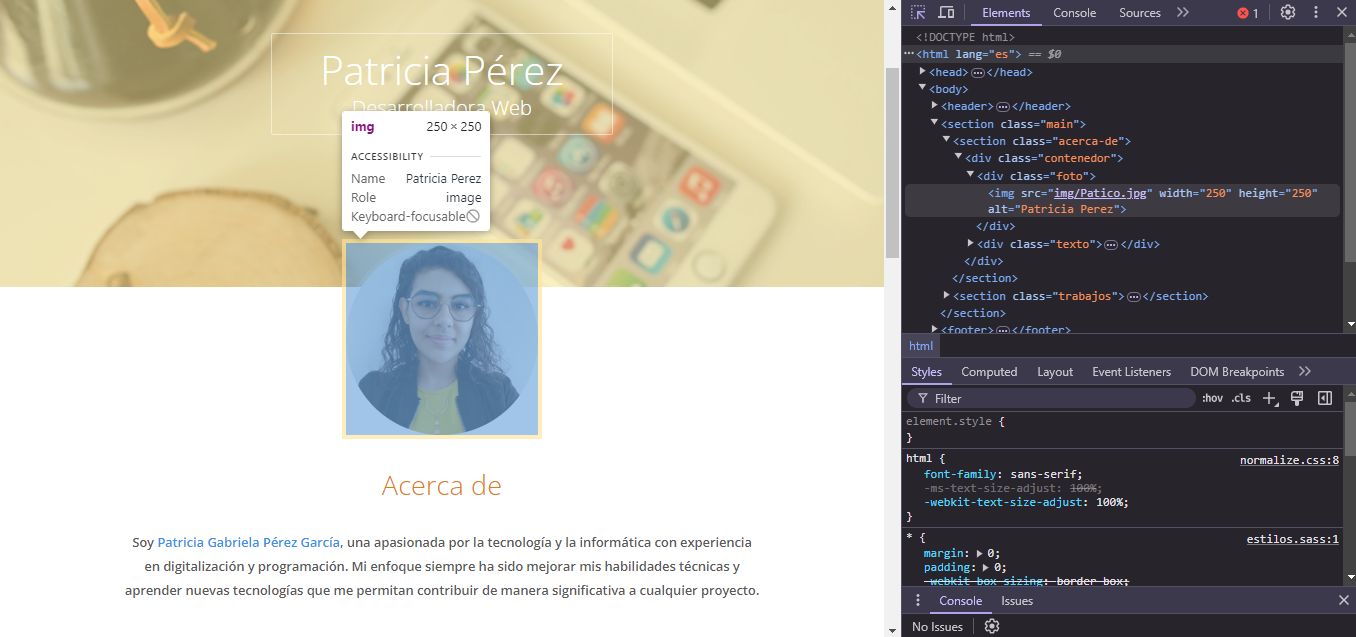 Patricia Pérez
Desarrolladora Web
img 250 × 250
ACCESSIBILITY
Name Patricia Perez
Role image
Keyboard-focusable
Acerca de
Soy Patricia Gabriela Pérez García, una apasionada por la tecnología y la informática con experiencia
en digitalización y programación. Mi enfoque siempre ha sido mejorar mis habilidades técnicas y
aprender nuevas tecnologías que me permitan contribuir de manera significativa a cualquier proyecto.
Elements Console Sources 1
<!DOCTYPE html>
<html lang="es"> == $0
<head> </head>
<body>
<header> </header>
<section class="main">
<section class="acerca-de">
<div class="contenedor">
<div class="foto">
<img src="img/Patico.jpg" width="250" height="250"
alt="Patricia Perez">
</div>
<div class="texto"> </div>
</div>
</section>
<section class="trabajos"> </section>
</section>
<footer> </footer>
html
Styles Computed Layout Event Listeners DOM Breakpoints
Filter :hov .cls
element.style {
}
html { normalize.css:8
font-family: sans-serif;
-ms-text-size-adjust: 100%;
-webkit-text-size-adjust: 100%;
}
* { estilos.sass:1
margin: 0;
padding: 0;
-webkit-box-sizing: border-box;
Console Issues
No Issues